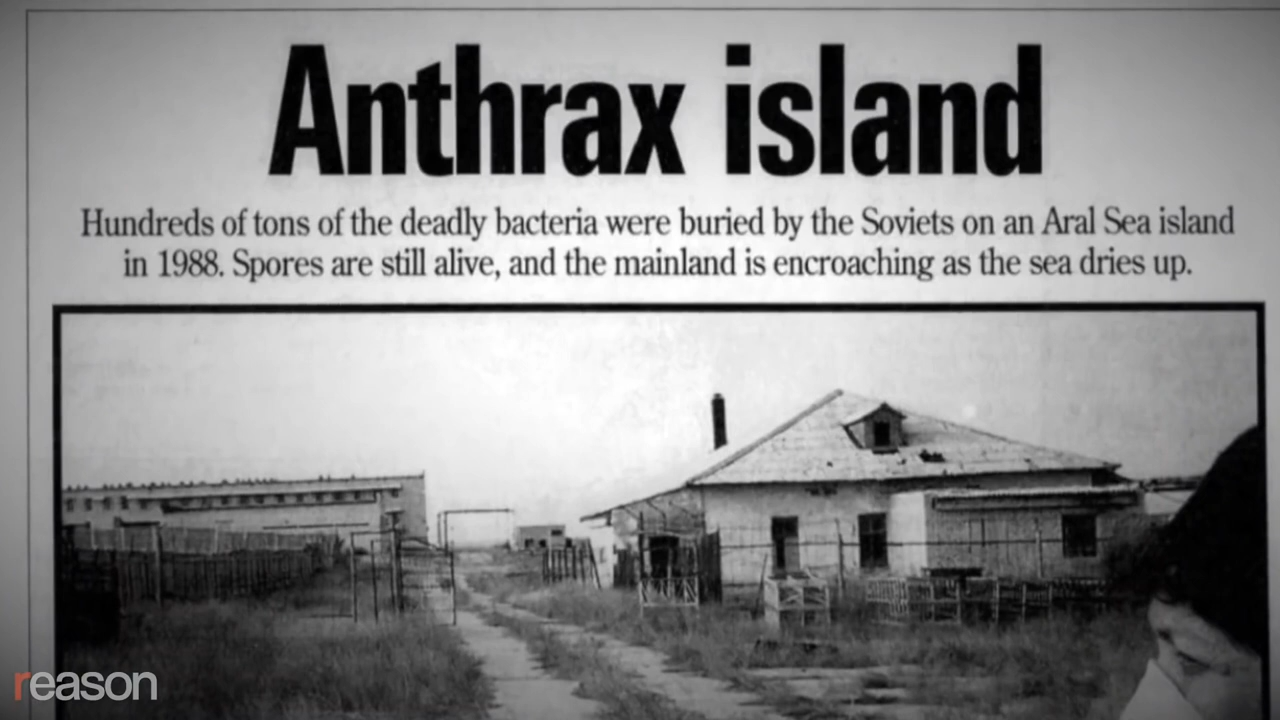 Anthrax island
Hundreds of tons of the deadly bacteria were buried by the Soviets on an Aral Sea island
in 1988. Spores are still alive, and the mainland is encroaching as the sea dries up.
reason